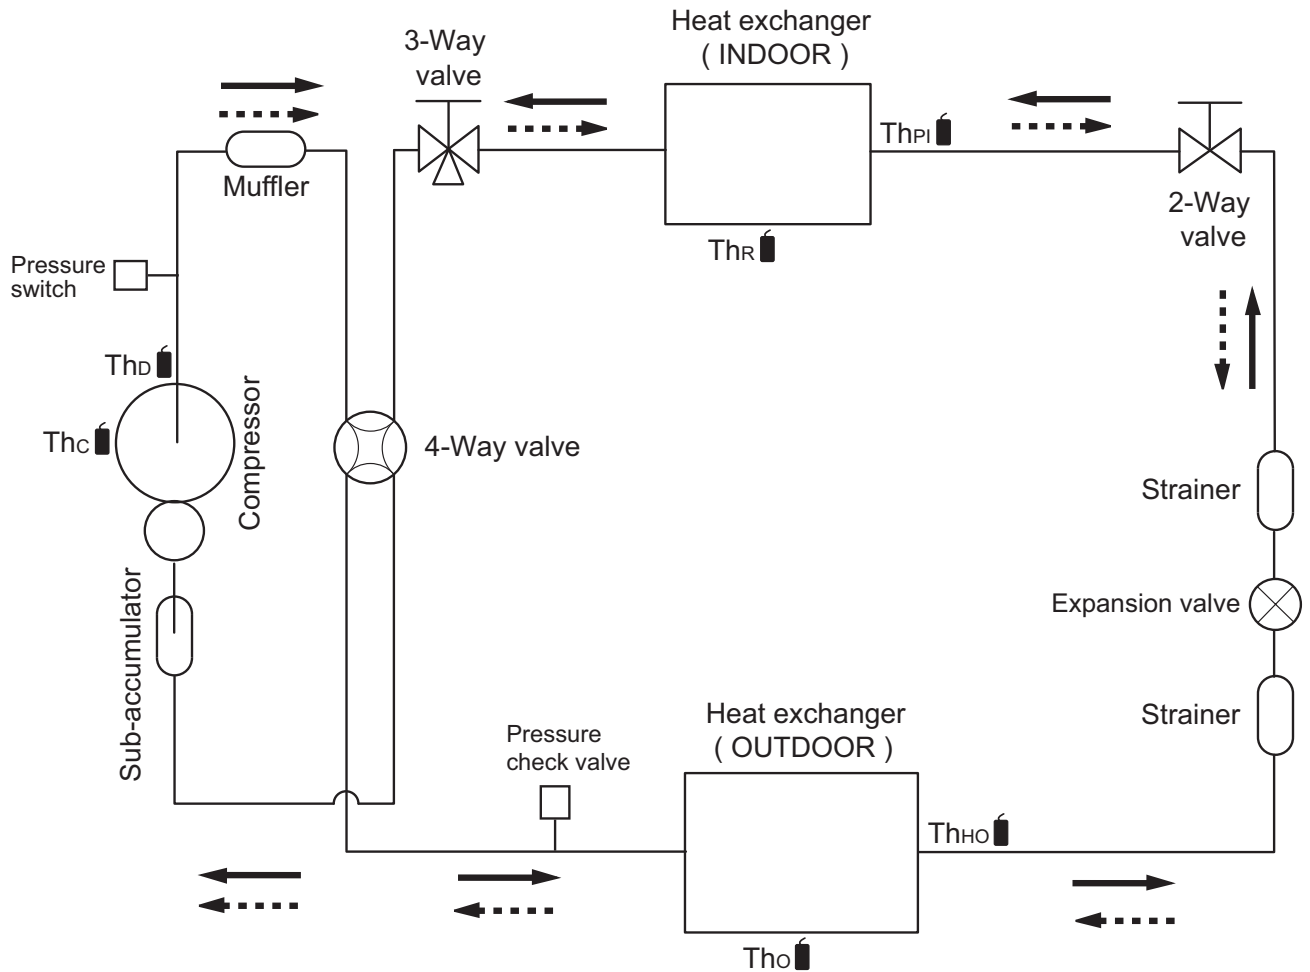 Heat exchanger
( INDOOR )
3-Way
valve
ThPI
Muffler
2-Way
valve
ThR
Pressure
switch
ThD
Compressor
ThC
4-Way valve
Strainer
Expansion valve
Sub-accumulator
Strainer
Heat exchanger
( OUTDOOR )
Pressure
check valve
ThHO
ThO